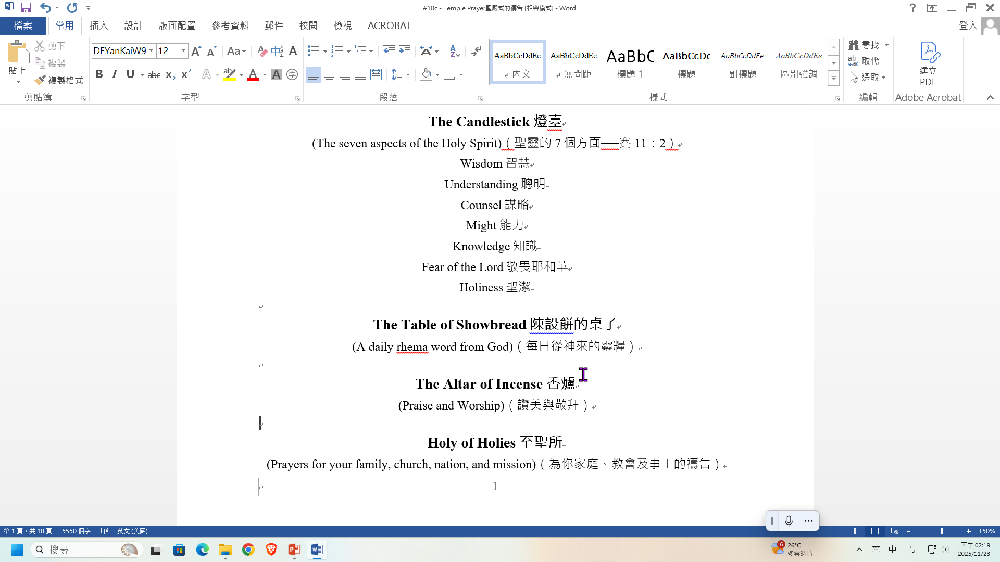 #10c - Temple Prayer聖殿式的禱告 [相容模式] - Word
檔案 常用 插入 設計 版面配置 參考資料 郵件 校閱 檢視 ACROBAT 登入
貼上 剪下 複製 複製格式 剪貼簿
DFYanKaiW9 12 字型
段落
AaBbCcDdEe AaBbCcDdEe AaBbC AaBbCcDc AaBbCcDdEe AaBbCcDdEe
內文 無間距 標題 1 標題 副標題 區別強調
樣式
尋找 取代 選取 編輯
建立 PDF
Adobe Acrobat
The Candlestick 燈臺
(The seven aspects of the Holy Spirit)（聖靈的 7 個方面──賽 11：2）
Wisdom 智慧
Understanding 聰明
Counsel 謀略
Might 能力
Knowledge 知識
Fear of the Lord 敬畏耶和華
Holiness 聖潔
The Table of Showbread 陳設餅的桌子
(A daily rhema word from God)（每日從神來的靈糧）
The Altar of Incense 香爐
(Praise and Worship)（讚美與敬拜）
Holy of Holies 至聖所
(Prayers for your family, church, nation, and mission)（為你家庭、教會及事工的禱告）
1
第 1 頁，共 10 頁 5550 個字 英文 (美國) 150%
搜尋
6 26°C
多雲時晴
中 ㄅ
下午 02:19
2025/11/23